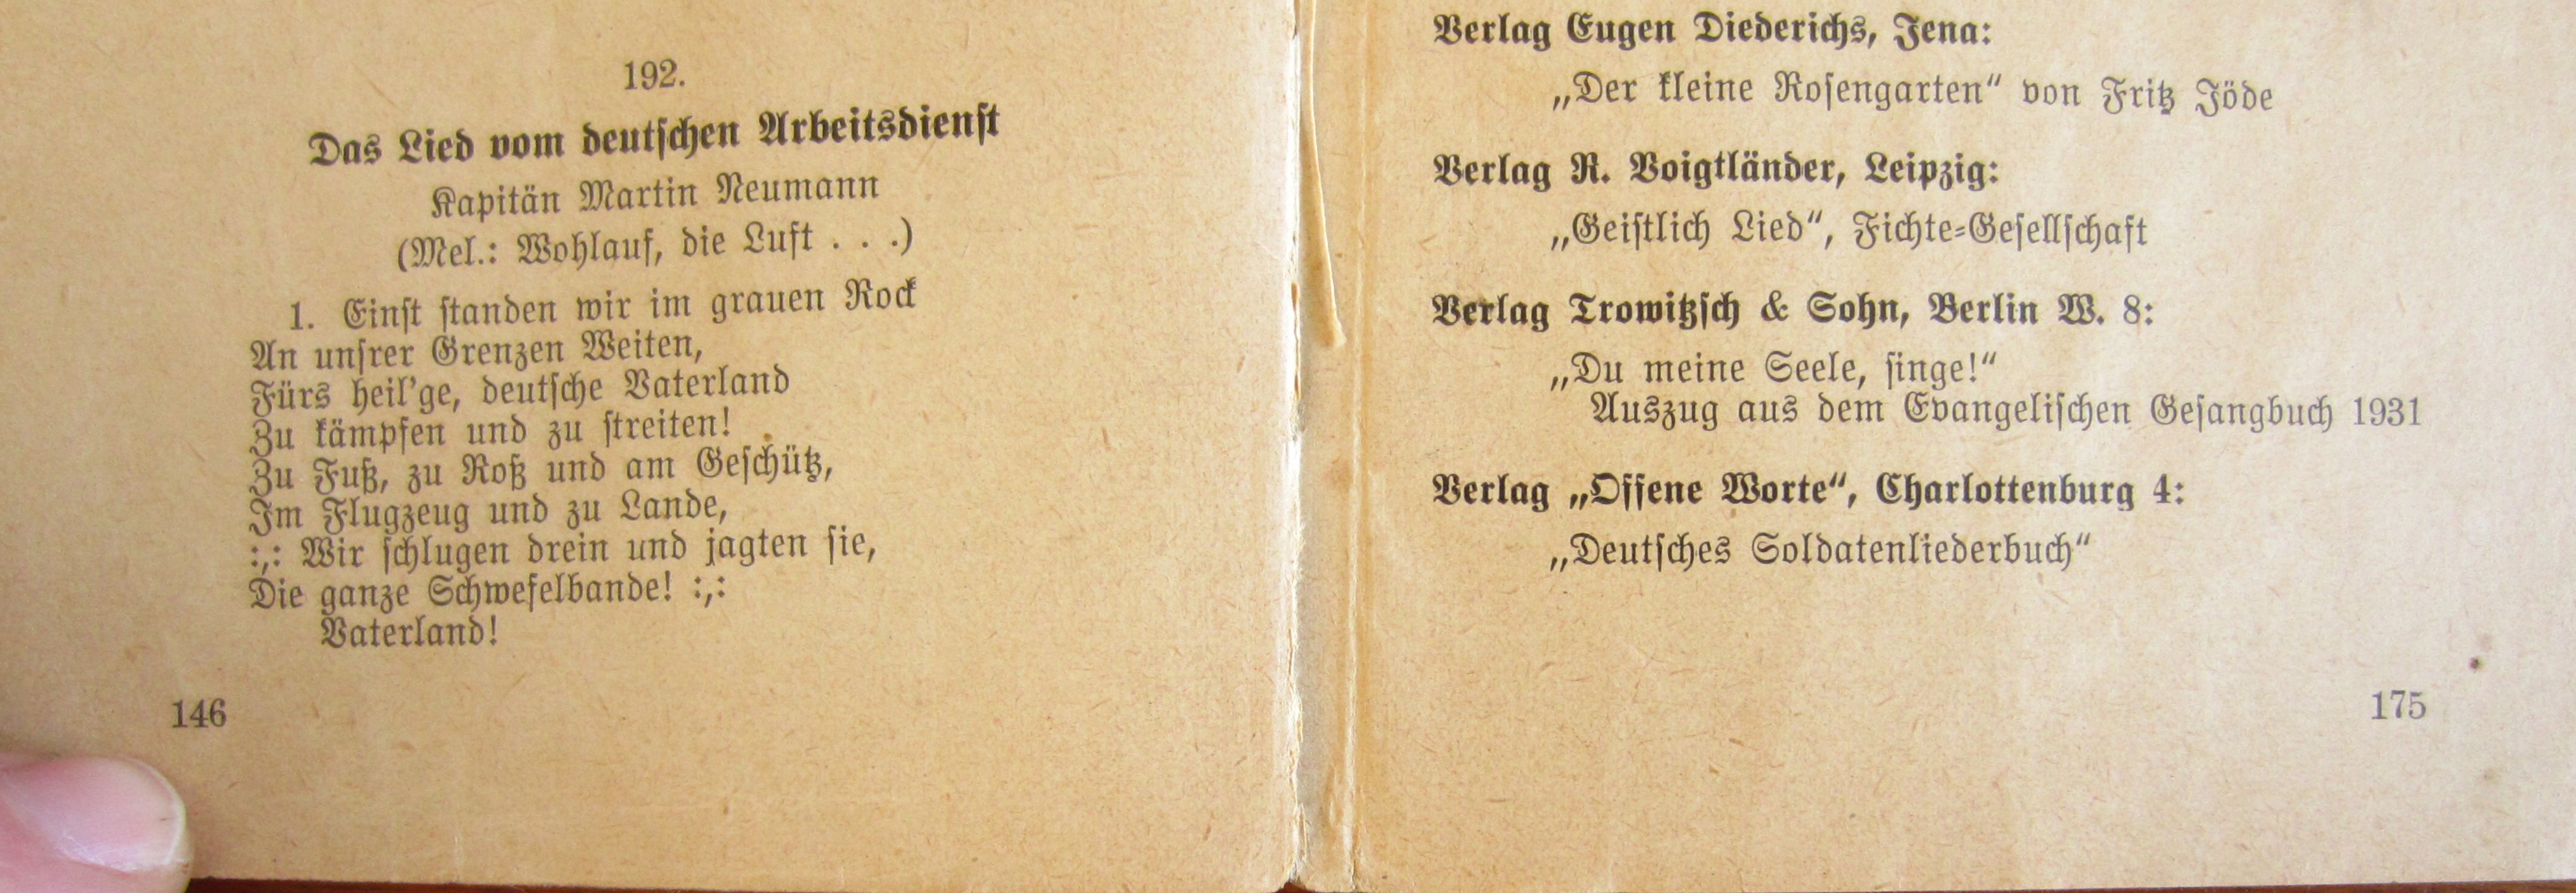 192.
Das Lied vom deutschen Arbeitsdienst
Kapitän Martin Neumann
(Mel.: Wohlauf, die Luft . . .)
1. Einst standen wir im grauen Rock
An unsrer Grenzen Weiten,
Fürs heil'ge, deutsche Vaterland
Zu kämpfen und zu streiten!
Zu Fuß, zu Roß und am Geschütz,
Im Flugzeug und zu Lande,
:,: Wir schlugen drein und jagten sie,
Die ganze Schwefelbande! :,:
Vaterland!
146
Verlag Eugen Diederichs, Jena:
„Der kleine Rosengarten“ von Fritz Jöde
Verlag R. Voigtländer, Leipzig:
„Geistlich Lied“, Fichte-Gesellschaft
Verlag Trowitzsch & Sohn, Berlin W. 8:
„Du meine Seele, singe!“
Auszug aus dem Evangelischen Gesangbuch 1931
Verlag „Offene Worte“, Charlottenburg 4:
„Deutsches Soldatenliederbuch“
175